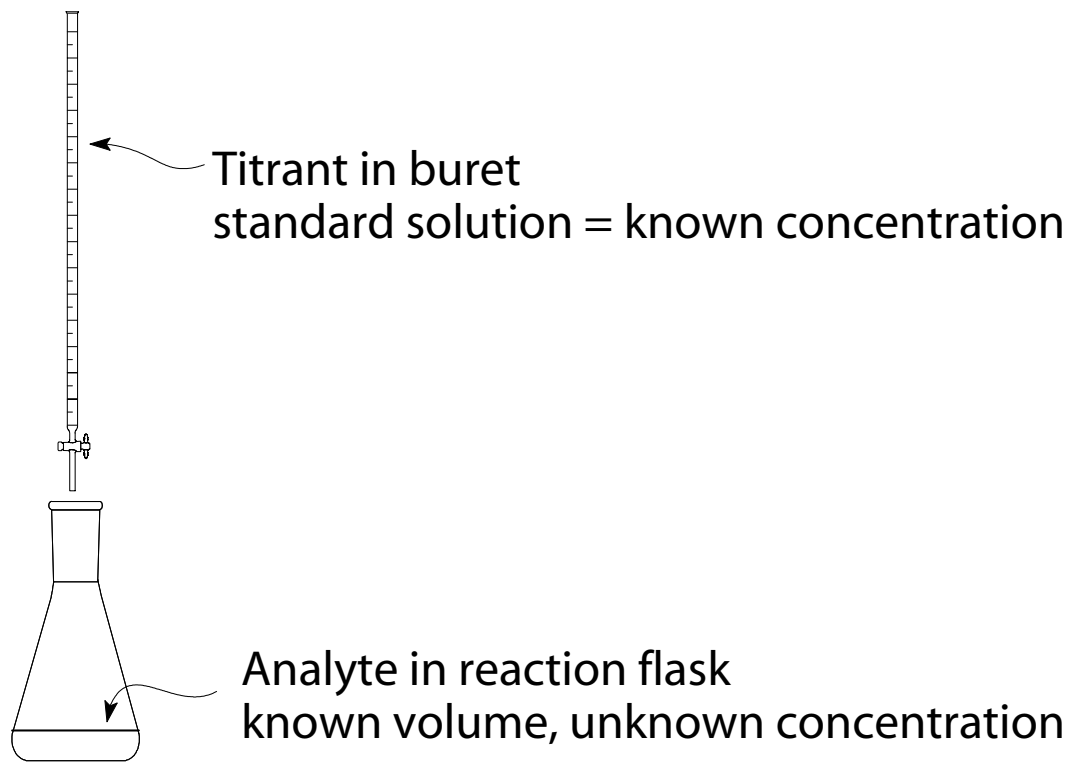 Titrant in buret
standard solution = known concentration
Analyte in reaction flask
known volume, unknown concentration